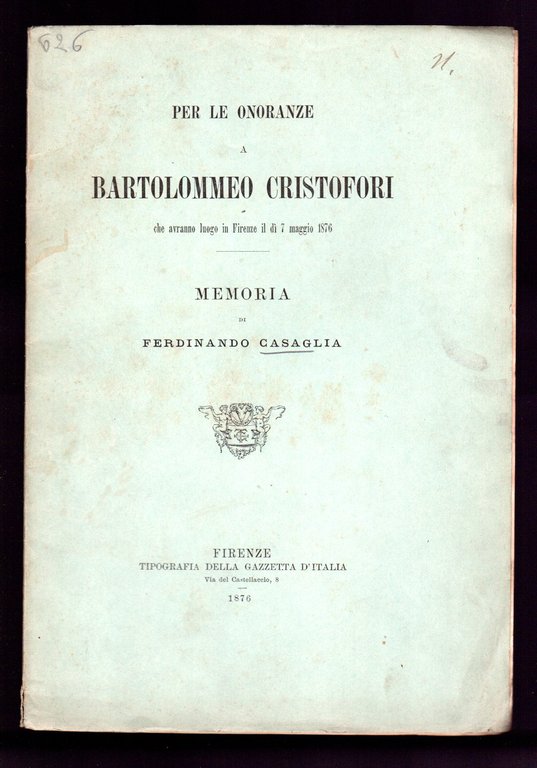 626
21.
PER LE ONORANZE
A
BARTOLOMMEO CRISTOFORI
che avranno luogo in Firenze il dì 7 maggio 1876
MEMORIA
DI
FERDINANDO CASAGLIA
FIRENZE
TIPOGRAFIA DELLA GAZZETTA D'ITALIA
Via del Castellaccio, 8
1876